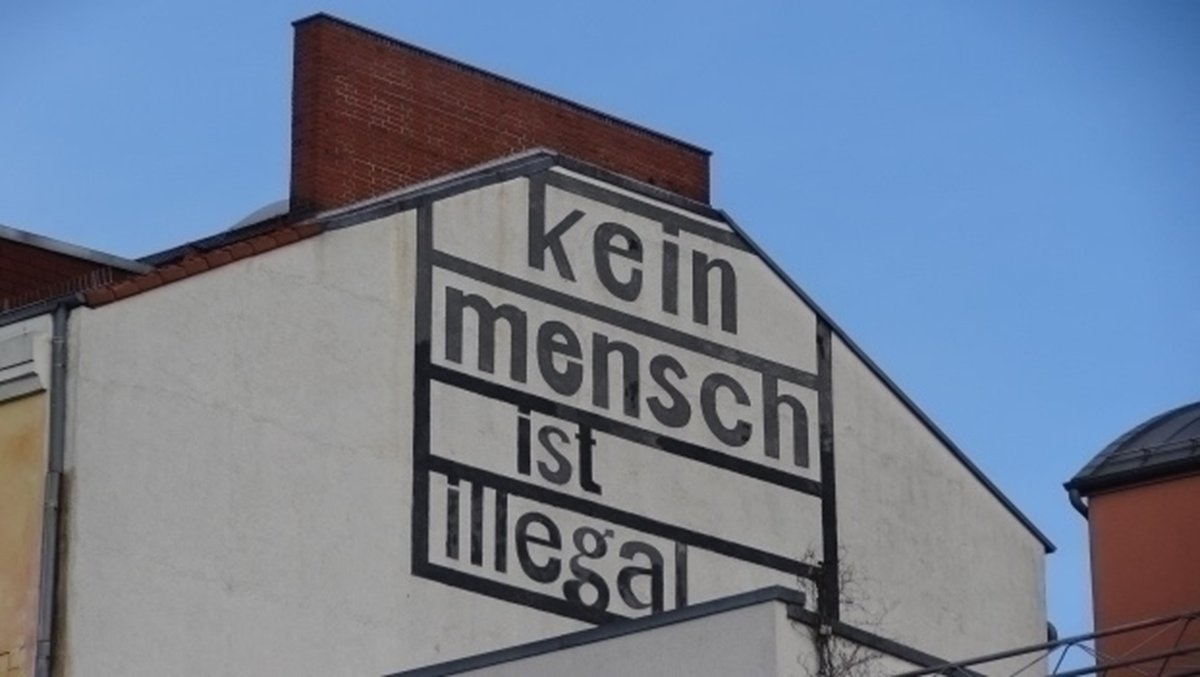 kein
mensch
ist
illegal